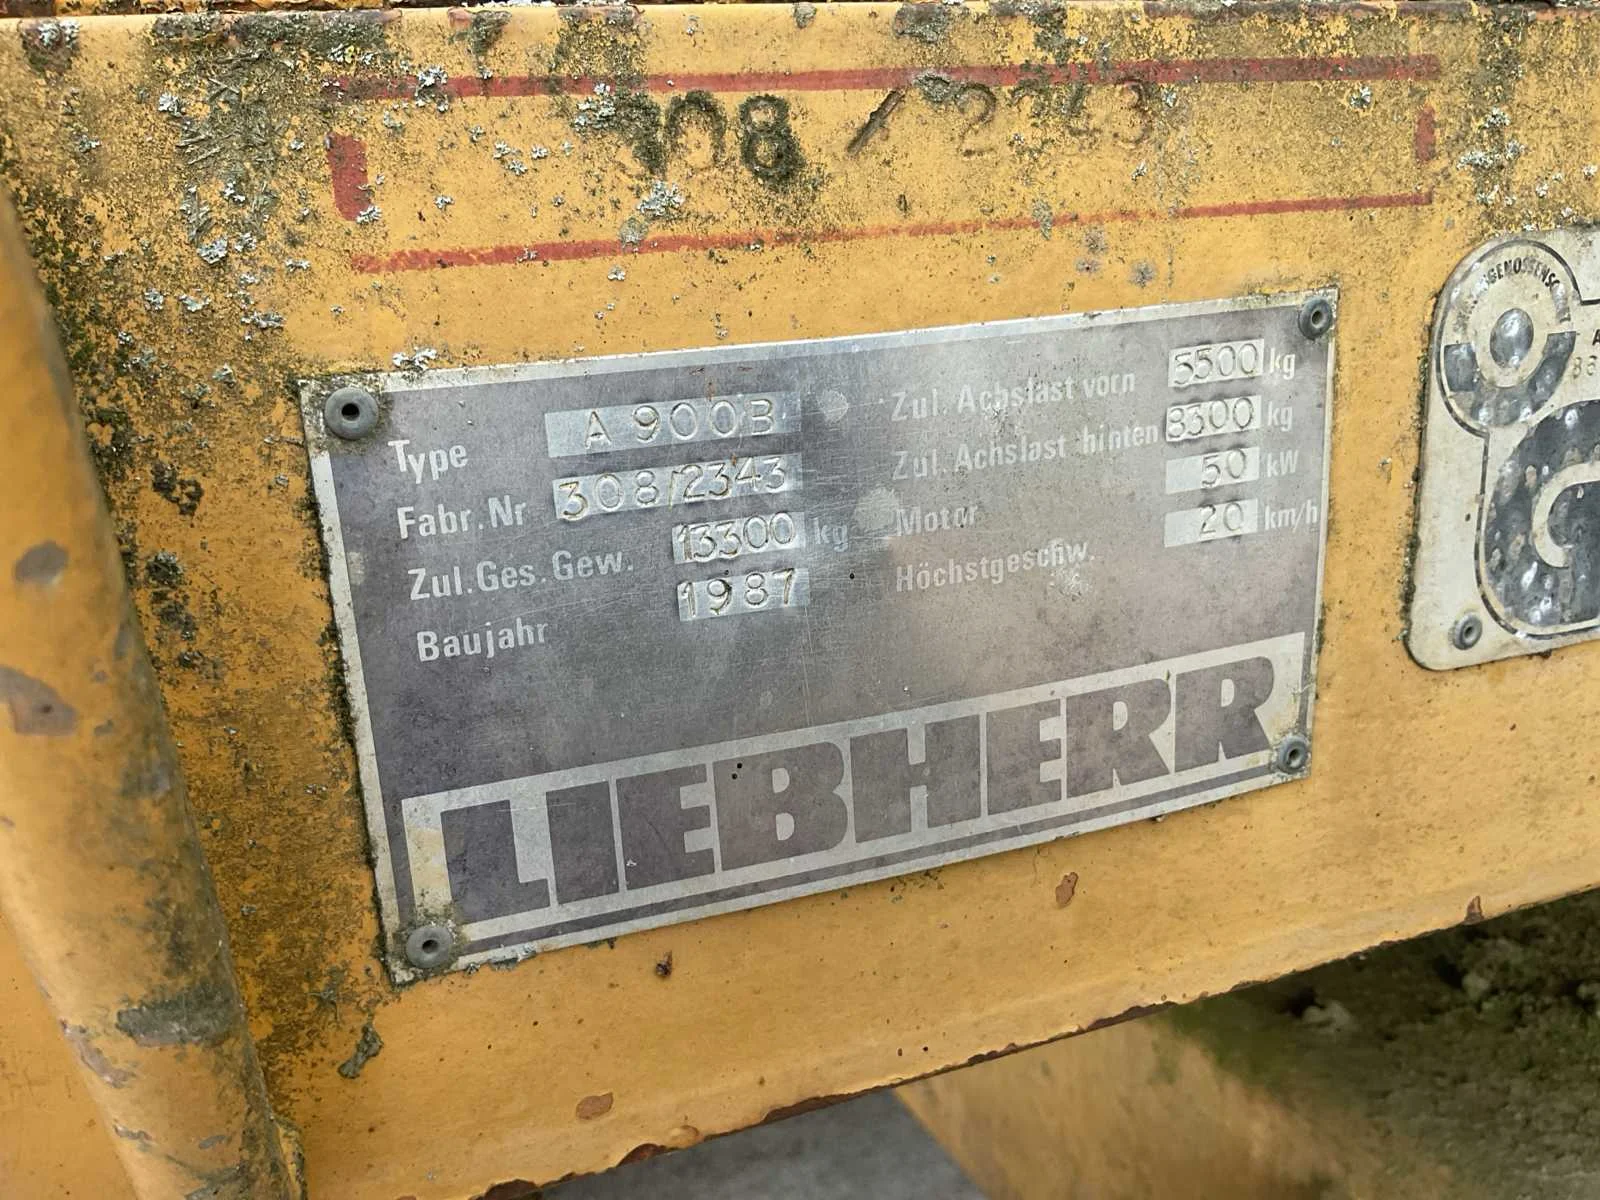 308 / 2343
Type A 900B
Fabr. Nr 308/2343
Zul. Ges. Gew. 13300 kg
Baujahr 1987
Zul. Achslast vorn 5500 kg
Zul. Achslast hinten 8300 kg
Motor 50 kW
Höchstgeschw. 20 km/h
LIEBHERR